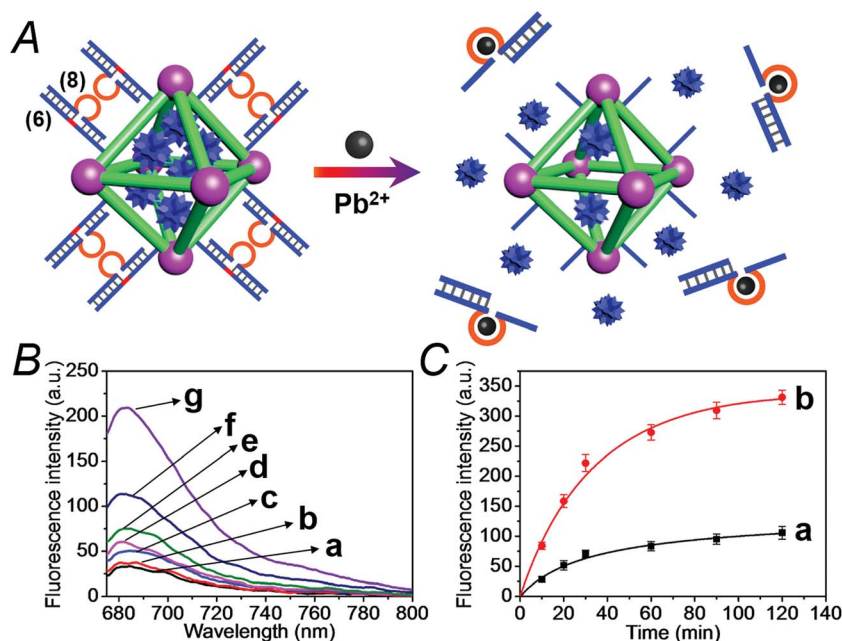 A
(8)
(6)
Pb²⁺
B
Fluorescence intensity (a.u.)
250
200
150
100
50
0
g
f
e
d
c
b
a
680 700 720 740 760 780 800
Wavelength (nm)
C
Fluorescence intensity (a.u.)
350
300
250
200
150
100
50
0
b
a
0 20 40 60 80 100 120 140
Time (min)